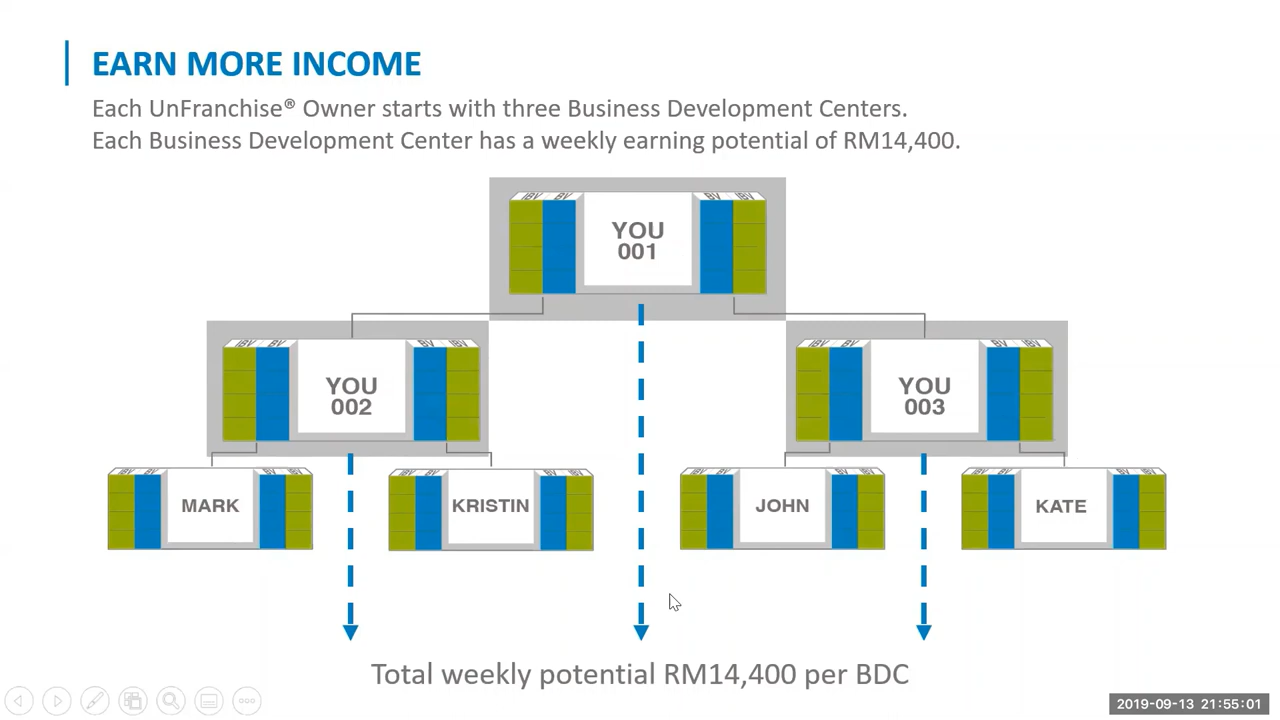 EARN MORE INCOME
Each UnFranchise® Owner starts with three Business Development Centers.
Each Business Development Center has a weekly earning potential of RM14,400.
YOU
001
YOU
002
YOU
003
MARK
KRISTIN
JOHN
KATE
Total weekly potential RM14,400 per BDC
2019-09-13 21:55:01